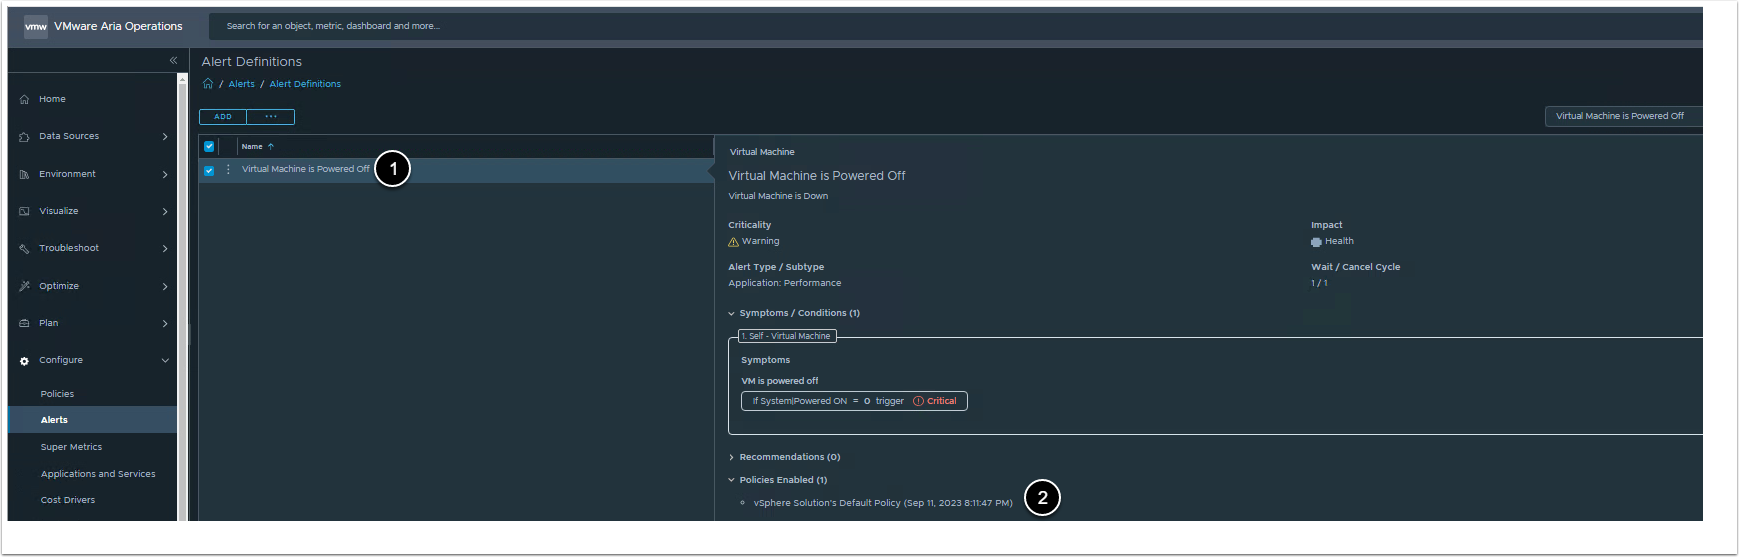 vmw VMware Aria Operations
Search for an object, metric, dashboard and more...
«
Home
Data Sources
Environment
Visualize
Troubleshoot
Optimize
Plan
Configure
Policies
Alerts
Super Metrics
Applications and Services
Cost Drivers
Alert Definitions
/ Alerts / Alert Definitions
ADD ...
Virtual Machine is Powered Off
Name ↑
Virtual Machine is Powered Off 1
Virtual Machine
Virtual Machine is Powered Off
Virtual Machine is Down
Criticality
Warning
Impact
Health
Alert Type / Subtype
Application: Performance
Wait / Cancel Cycle
1 / 1
Symptoms / Conditions (1)
1. Self - Virtual Machine
Symptoms
VM is powered off
If System|Powered ON = 0 trigger Critical
Recommendations (0)
Policies Enabled (1)
vSphere Solution's Default Policy (Sep 11, 2023 8:11:47 PM) 2